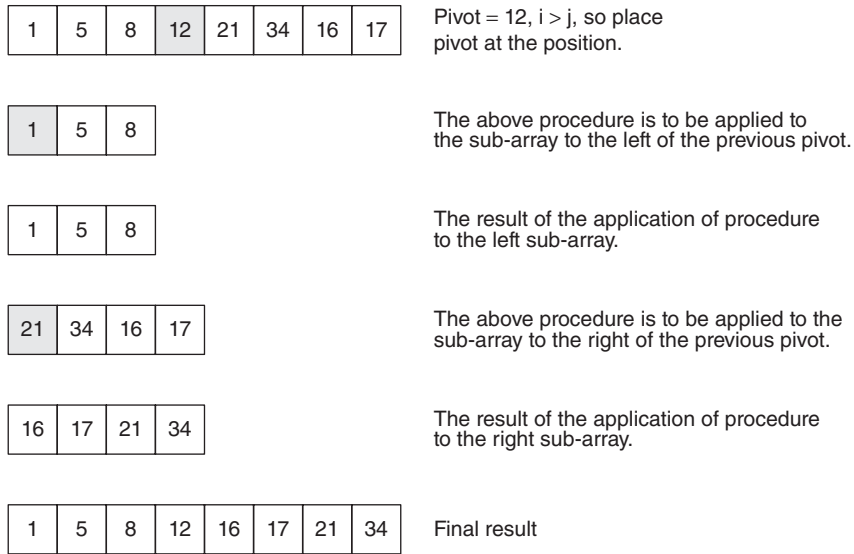 1 5 8 12 21 34 16 17
Pivot = 12, i > j, so place
pivot at the position.
1 5 8
The above procedure is to be applied to
the sub-array to the left of the previous pivot.
1 5 8
The result of the application of procedure
to the left sub-array.
21 34 16 17
The above procedure is to be applied to the
sub-array to the right of the previous pivot.
16 17 21 34
The result of the application of procedure
to the right sub-array.
1 5 8 12 16 17 21 34
Final result